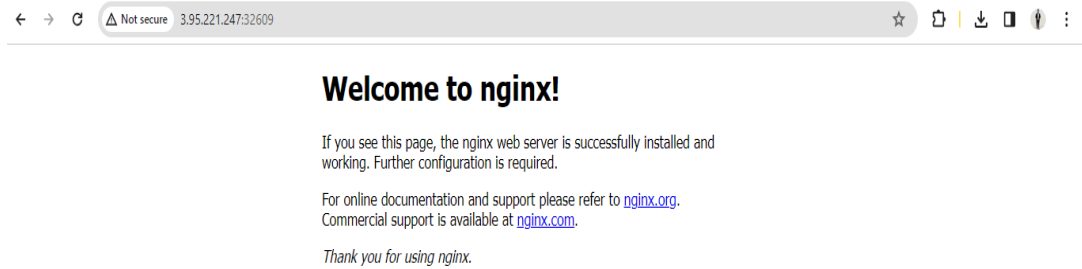 Not secure 3.95.221.247:32609
Welcome to nginx!
If you see this page, the nginx web server is successfully installed and
working. Further configuration is required.
For online documentation and support please refer to nginx.org.
Commercial support is available at nginx.com.
Thank you for using nginx.